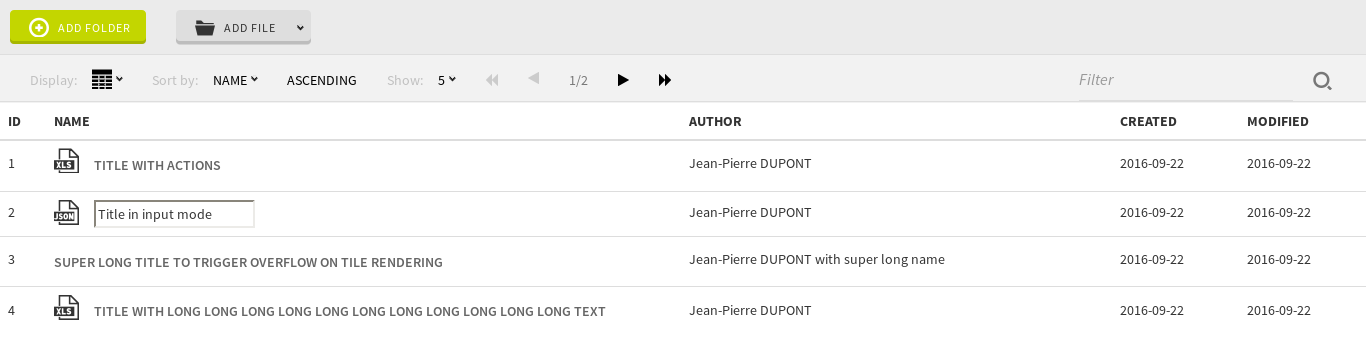 ADD FOLDER ADD FILE
Display: Sort by: NAME ASCENDING Show: 5 1/2 Filter
ID NAME AUTHOR CREATED MODIFIED
1 XLS TITLE WITH ACTIONS Jean-Pierre DUPONT 2016-09-22 2016-09-22
2 JSON Title in input mode Jean-Pierre DUPONT 2016-09-22 2016-09-22
3 SUPER LONG TITLE TO TRIGGER OVERFLOW ON TILE RENDERING Jean-Pierre DUPONT with super long name 2016-09-22 2016-09-22
4 XLS TITLE WITH LONG LONG LONG LONG LONG LONG LONG LONG LONG LONG LONG TEXT Jean-Pierre DUPONT 2016-09-22 2016-09-22